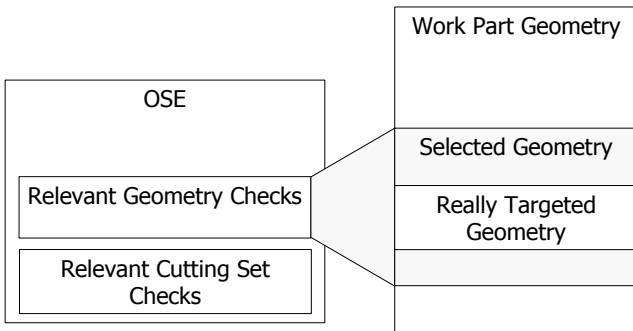 Work Part Geometry
OSE
Selected Geometry
Relevant Geometry Checks
Really Targeted
Geometry
Relevant Cutting Set
Checks